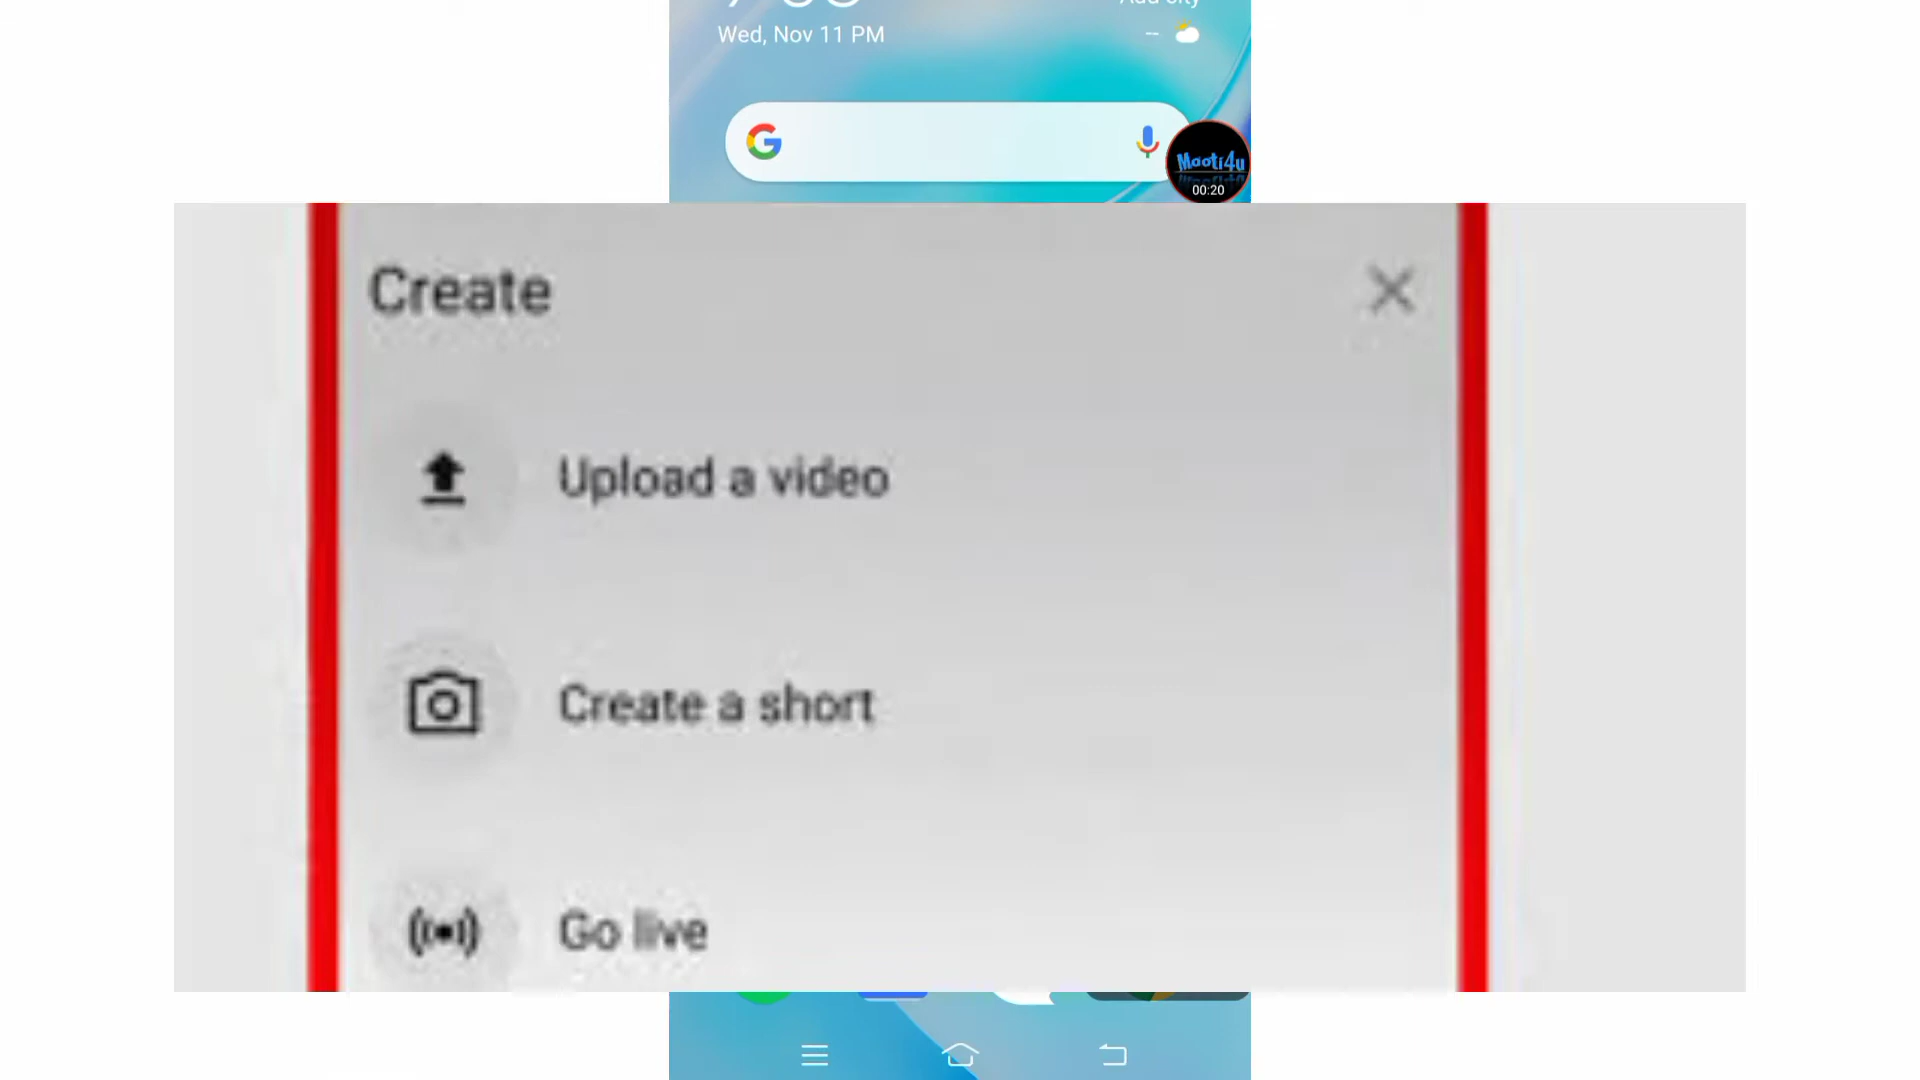 Wed, Nov 11 PM
--
Mooti4u
00:20
Create
Upload a video
Create a short
Go live